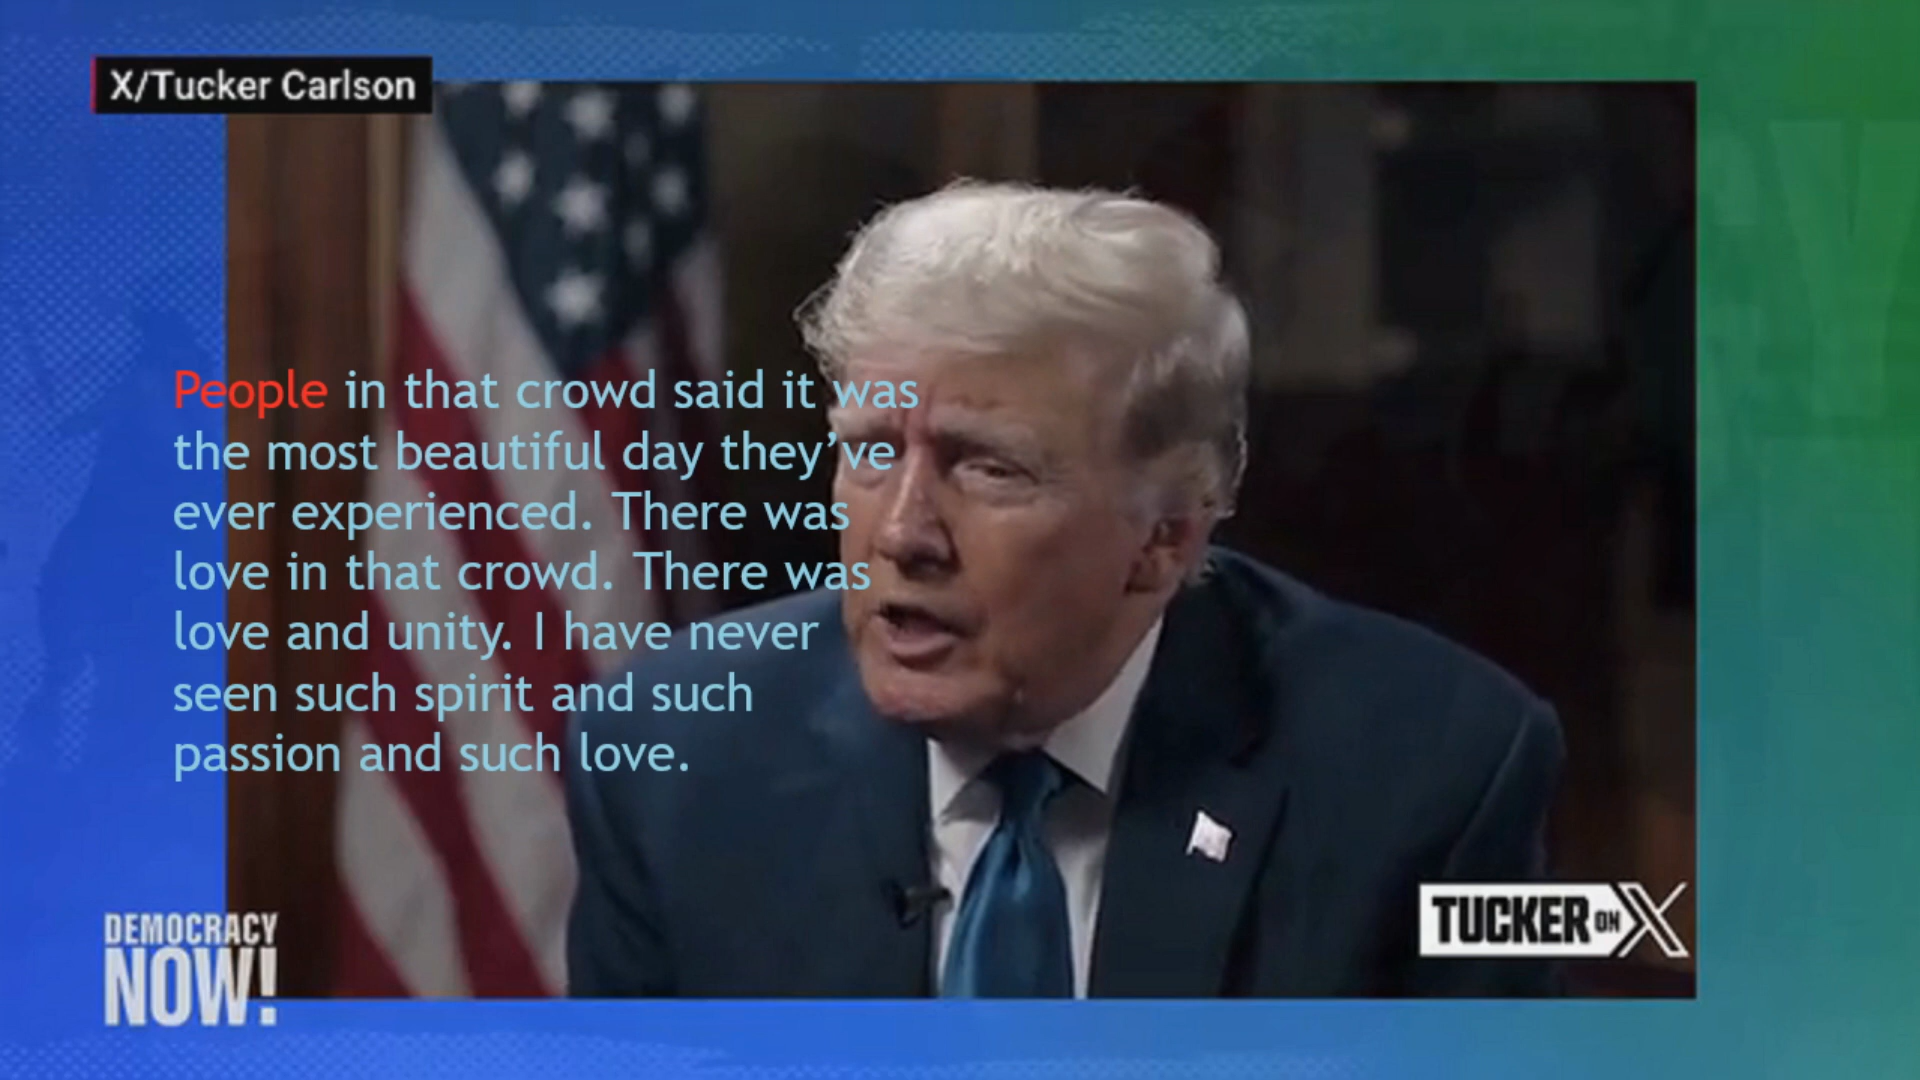 X/Tucker Carlson
People in that crowd said it was
the most beautiful day they’ve
ever experienced. There was
love in that crowd. There was
love and unity. I have never
seen such spirit and such
passion and such love.
DEMOCRACY
NOW!
TUCKER ON X